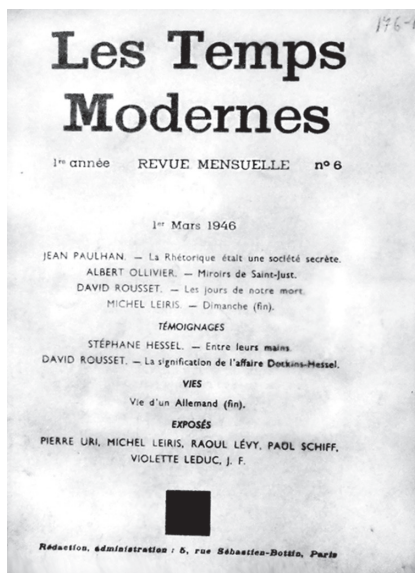 176-
Les Temps
Modernes
1re année REVUE MENSUELLE no 6
1er Mars 1946
JEAN PAULHAN. — La Rhétorique était une société secrète.
ALBERT OLLIVIER. — Miroirs de Saint-Just.
DAVID ROUSSET. — Les jours de notre mort.
MICHEL LEIRIS. — Dimanche (fin).
TÉMOIGNAGES
STÉPHANE HESSEL. — Entre leurs mains.
DAVID ROUSSET. — La signification de l'affaire Dotkins-Hessel.
VIES
Vie d'un Allemand (fin).
EXPOSÉS
PIERRE URI, MICHEL LEIRIS, RAOUL LÉVY, PAUL SCHIFF,
VIOLETTE LEDUC, J. F.
Rédaction, administration : 5, rue Sébastien-Bottin, Paris